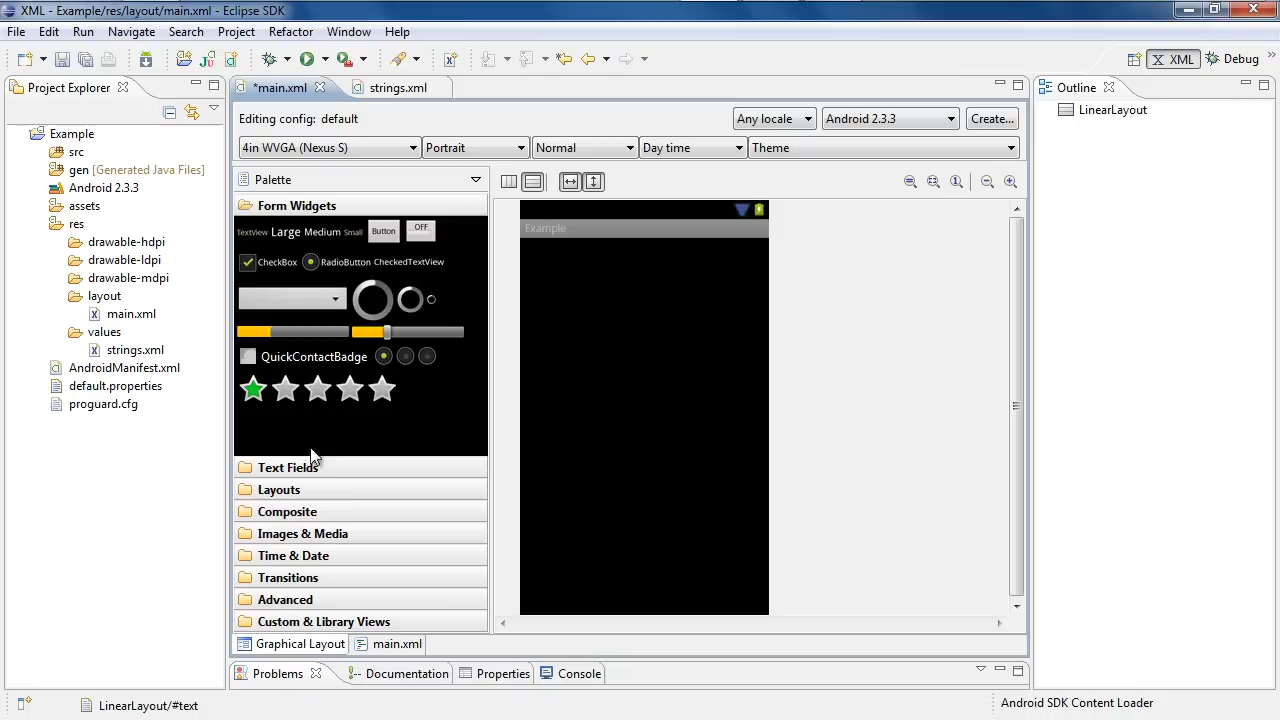 XML - Example/res/layout/main.xml - Eclipse SDK
File Edit Run Navigate Search Project Refactor Window Help
XML Debug
Project Explorer
Example
src
gen [Generated Java Files]
Android 2.3.3
assets
res
drawable-hdpi
drawable-ldpi
drawable-mdpi
layout
main.xml
values
strings.xml
AndroidManifest.xml
default.properties
proguard.cfg
*main.xml strings.xml
Editing config: default Any locale Android 2.3.3 Create...
4in WVGA (Nexus S) Portrait Normal Day time Theme
Palette
Form Widgets
TextView Large Medium Small Button OFF
CheckBox RadioButton CheckedTextView
QuickContactBadge
Text Fields
Layouts
Composite
Images & Media
Time & Date
Transitions
Advanced
Custom & Library Views
Example
Graphical Layout main.xml
Problems Documentation Properties Console
Outline
LinearLayout
LinearLayout/#text Android SDK Content Loader